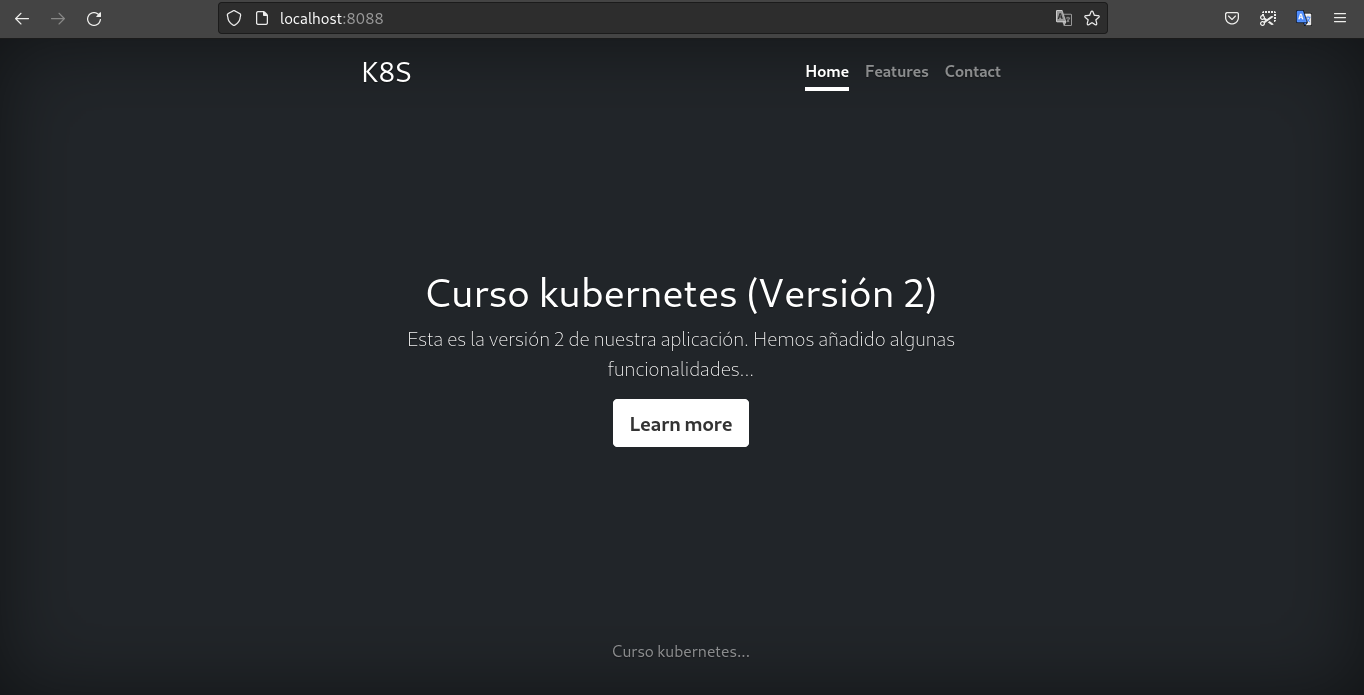 localhost:8088
K8S
Home Features Contact
Curso kubernetes (Versión 2)
Esta es la versión 2 de nuestra aplicación. Hemos añadido algunas
funcionalidades...
Learn more
Curso kubernetes...